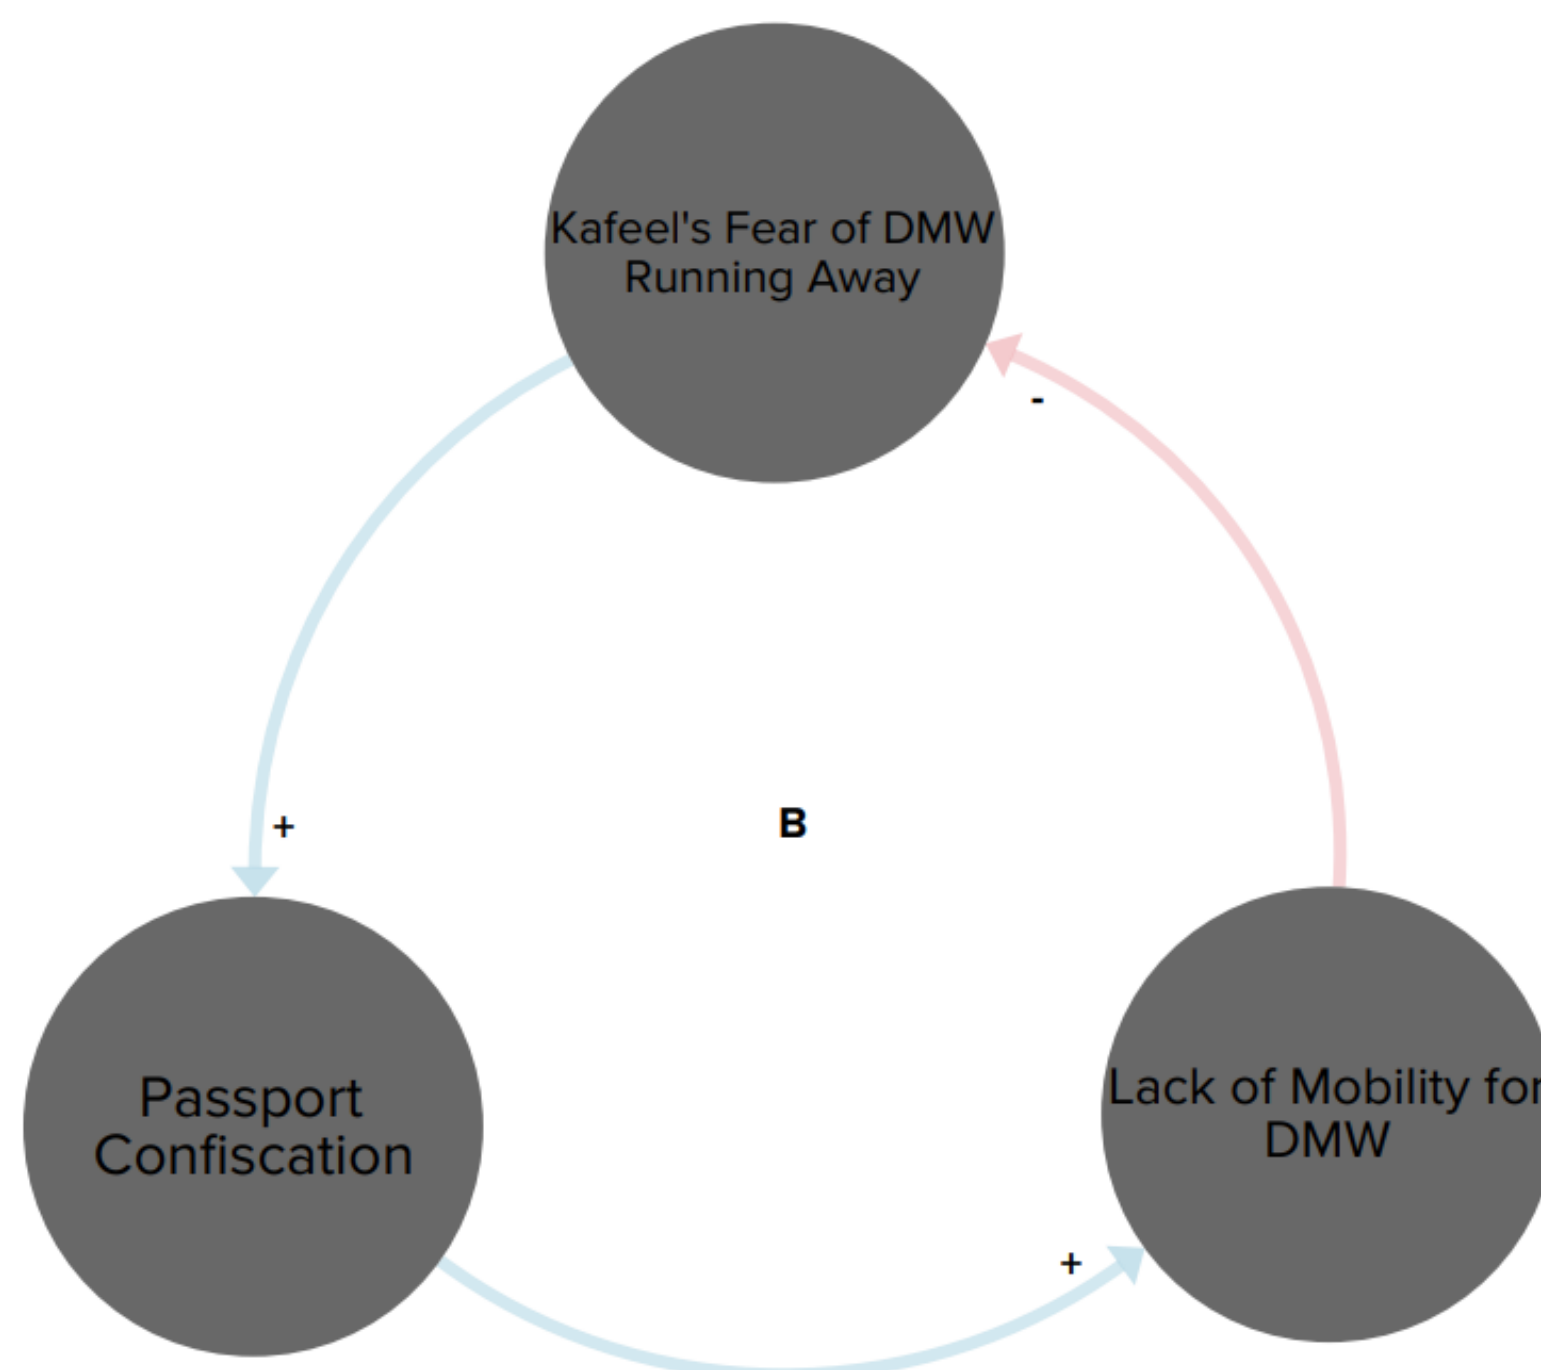 Kafeel's Fear of DMW
Running Away
-
+
B
Passport
Confiscation
Lack of Mobility for
DMW
+